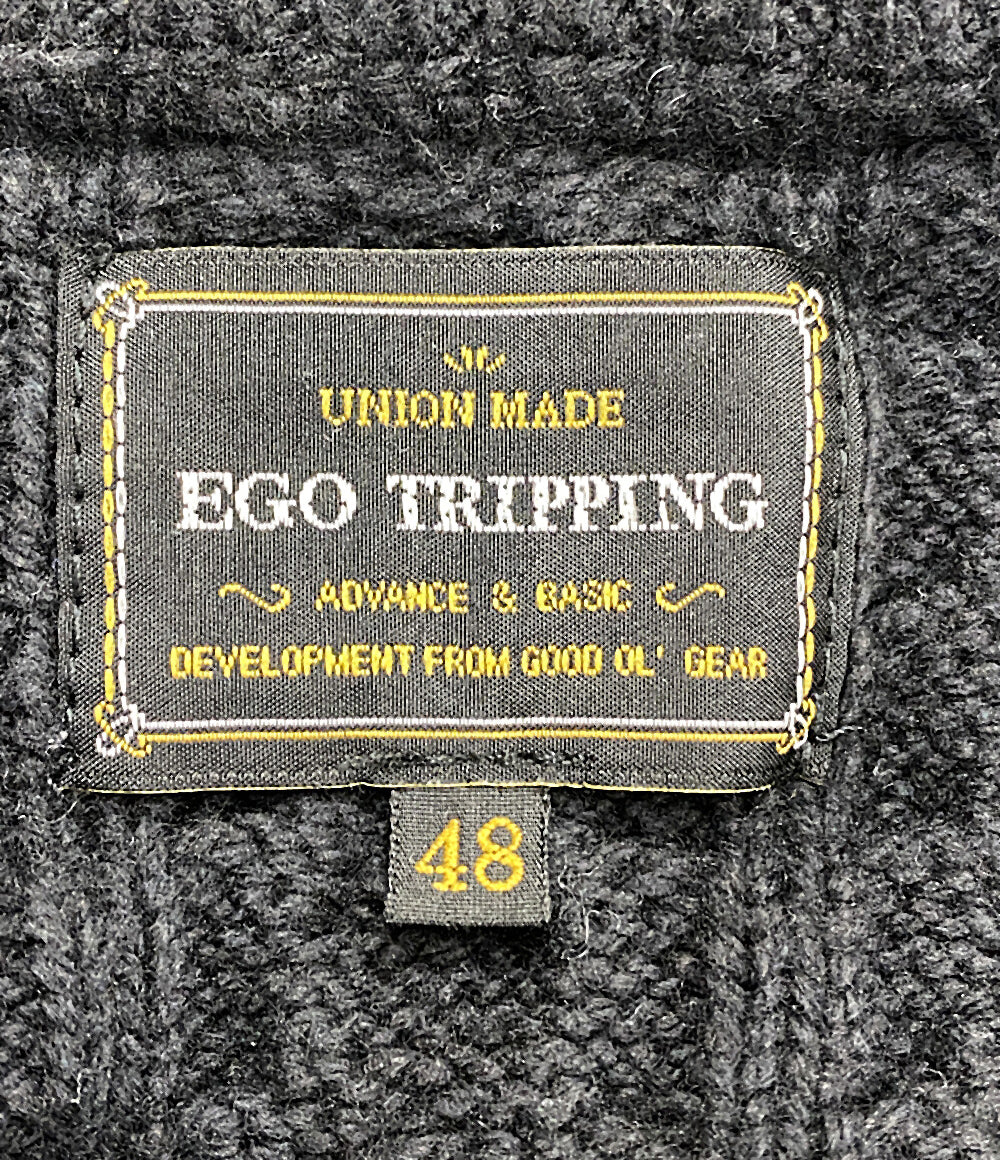 UNION MADE
EGO TRIPPING
ADVANCE & BASIC
DEVELOPMENT FROM GOOD OL' GEAR
48